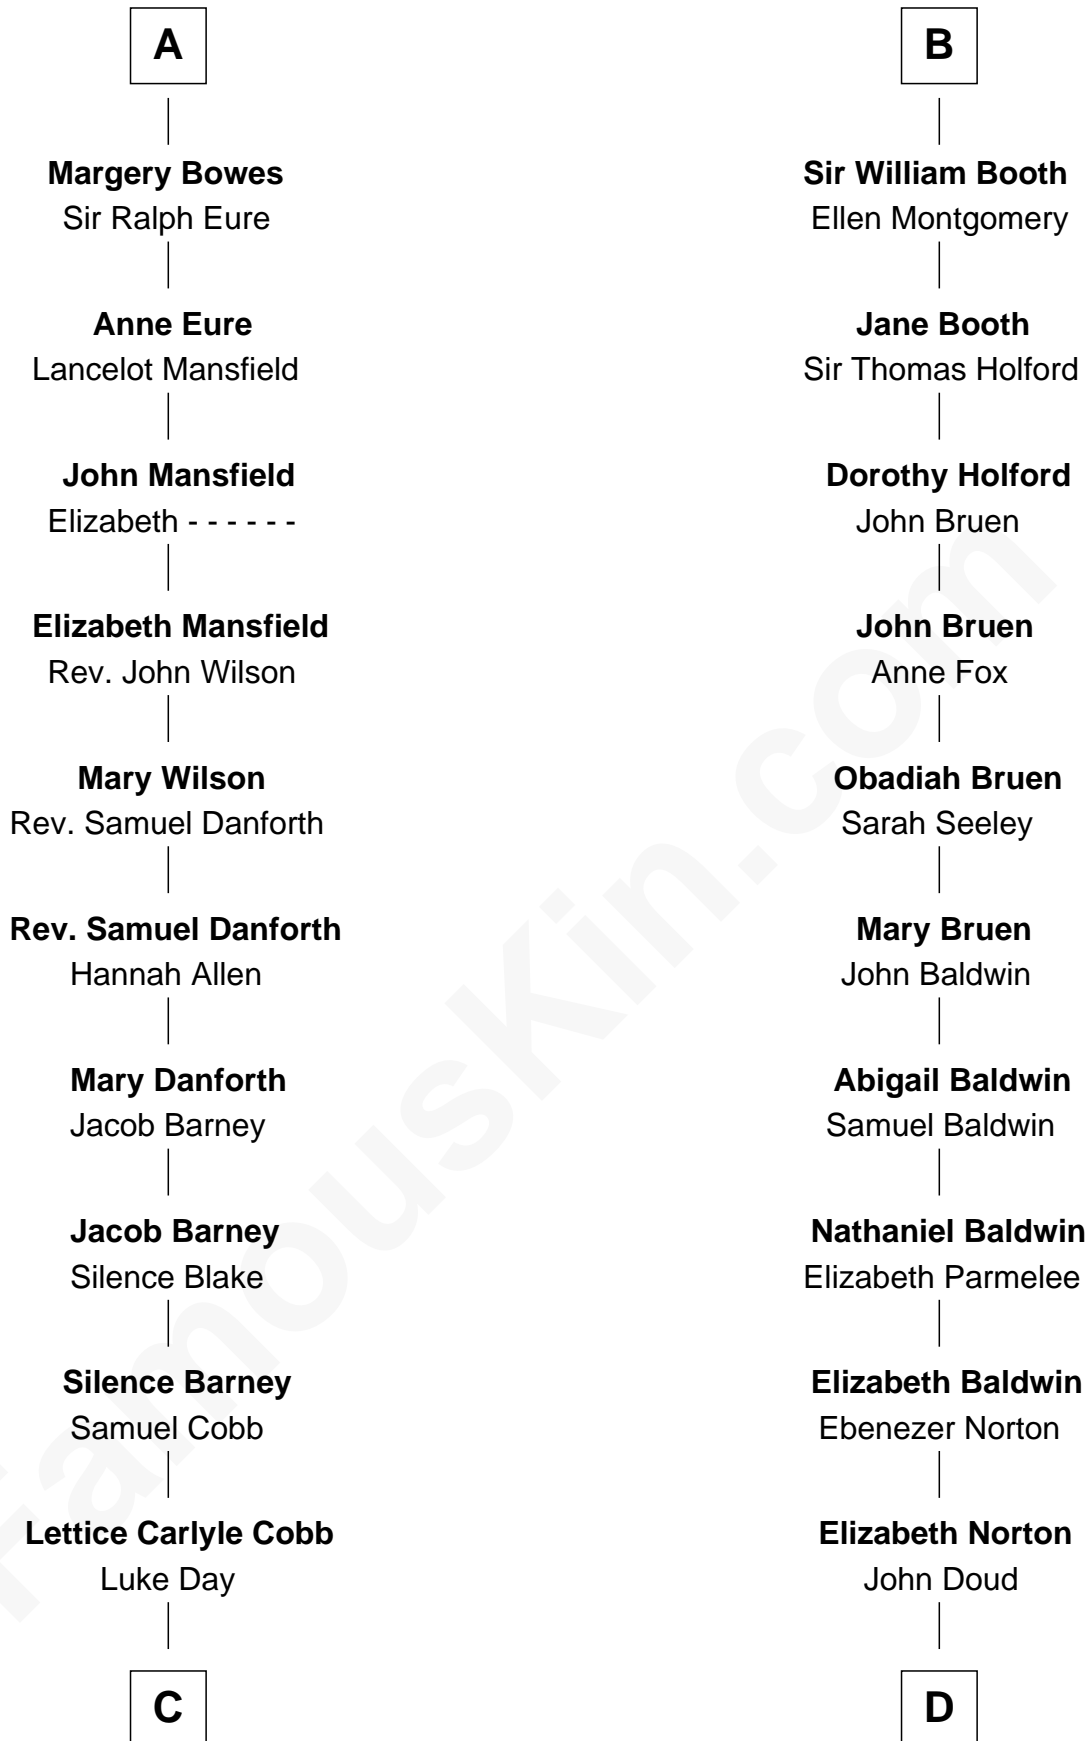 A
Margery Bowes
Sir Ralph Eure
Anne Eure
Lancelot Mansfield
John Mansfield
Elizabeth - - - - - -
Elizabeth Mansfield
Rev. John Wilson
Mary Wilson
Rev. Samuel Danforth
Rev. Samuel Danforth
Hannah Allen
Mary Danforth
Jacob Barney
Jacob Barney
Silence Blake
Silence Barney
Samuel Cobb
Lettice Carlyle Cobb
Luke Day
C
B
Sir William Booth
Ellen Montgomery
Jane Booth
Sir Thomas Holford
Dorothy Holford
John Bruen
John Bruen
Anne Fox
Obadiah Bruen
Sarah Seeley
Mary Bruen
John Baldwin
Abigail Baldwin
Samuel Baldwin
Nathaniel Baldwin
Elizabeth Parmelee
Elizabeth Baldwin
Ebenezer Norton
Elizabeth Norton
John Doud
D
FamousKin.com